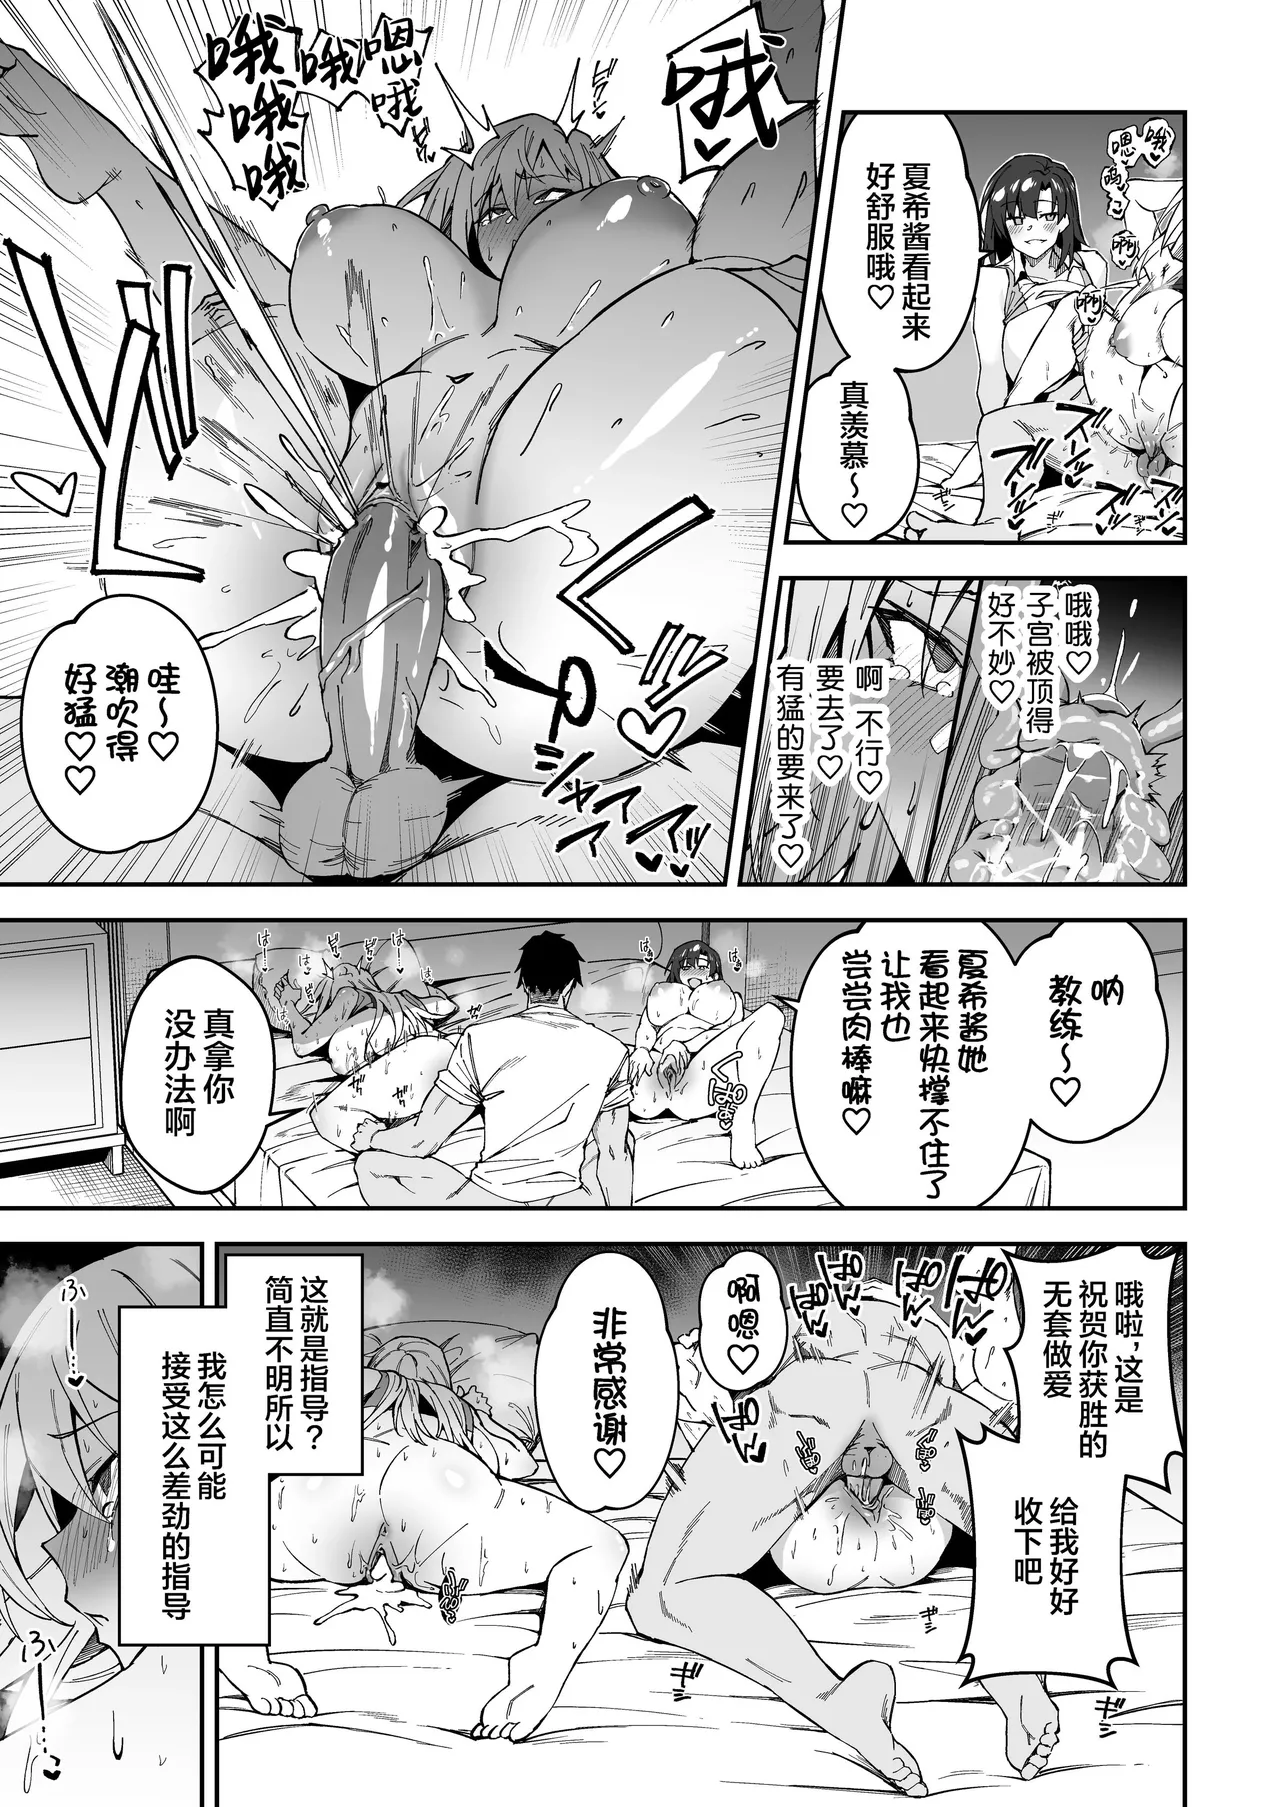 哦
嗯
呜
啊
啊
夏希酱看起来
好舒服哦♡
真羡慕～♡
哦
嗯
哦
哦
哦
哦
哦
哇～♡
潮吹得
好猛♡♡
哦哦♡
子宫被顶得
好不妙♡
啊 不行♡
要去了♡
有猛的要来了♡
呐
教练～♡
夏希酱她
看起来快撑不住了
让我也
尝尝肉棒嘛♡
真拿你
没办法啊
哦啦,这是
祝贺你获胜的
无套做爱
给我好好
收下吧
啊恩♡
非常感谢♡
这就是指导?
简直不明所以
我怎么可能
接受这么差劲的指导